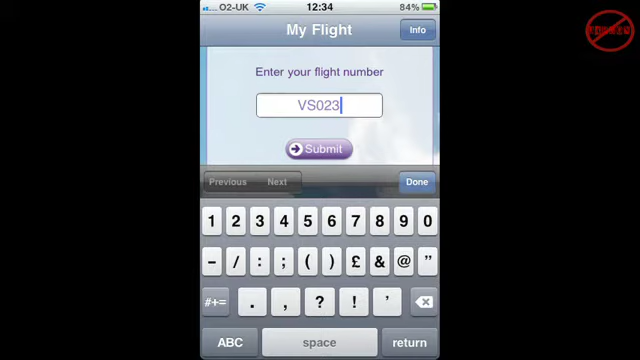 O2-UK 12:34 84%
My Flight Info
Enter your flight number
VS023
Submit
Previous Next Done
1 2 3 4 5 6 7 8 9 0
- / : ; ( ) £ & @ "
#+= . , ? ! '
ABC space return